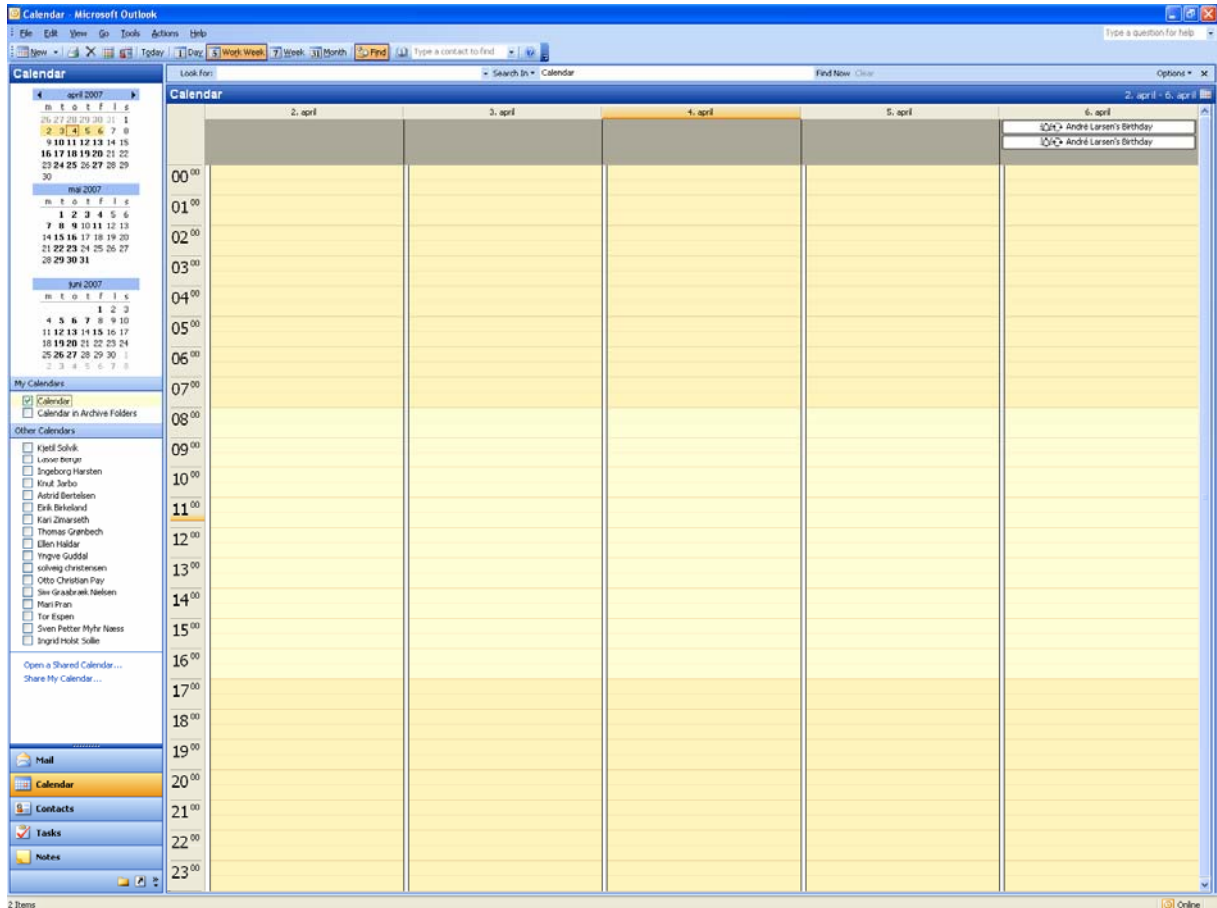 Calendar - Microsoft Outlook
File Edit View Go Tools Actions Help
Type a question for help
New Today 1 Day 5 Work Week 7 Week 31 Month Find Type a contact to find
Calendar
Look for: Search In Calendar Find Now Clear Options
Calendar 2. april - 6. april
april 2007
m t o t f l s
26 27 28 29 30 31 1
2 3 4 5 6 7 8
9 10 11 12 13 14 15
16 17 18 19 20 21 22
23 24 25 26 27 28 29
30
mai 2007
m t o t f l s
1 2 3 4 5 6
7 8 9 10 11 12 13
14 15 16 17 18 19 20
21 22 23 24 25 26 27
28 29 30 31
juni 2007
m t o t f l s
1 2 3
4 5 6 7 8 9 10
11 12 13 14 15 16 17
18 19 20 21 22 23 24
25 26 27 28 29 30 1
2 3 4 5 6 7 8
My Calendars
Calendar
Calendar in Archive Folders
Other Calendars
Kjetil Solvik
Lasse Berge
Ingeborg Harsten
Knut Jarbo
Astrid Bertelsen
Eirik Birkeland
Kari Zimarseth
Thomas Grønbech
Ellen Haldar
Yngve Guddal
solveig christensen
Otto Christian Pay
Siw Graabræk Nielsen
Mari Pran
Tor Espen
Sven Petter Myhr Næss
Ingrid Holst Sollie
Open a Shared Calendar...
Share My Calendar...
Mail
Calendar
Contacts
Tasks
Notes
2. april 3. april 4. april 5. april 6. april
André Larsen's Birthday
André Larsen's Birthday
00 00
01 00
02 00
03 00
04 00
05 00
06 00
07 00
08 00
09 00
10 00
11 00
12 00
13 00
14 00
15 00
16 00
17 00
18 00
19 00
20 00
21 00
22 00
23 00
2 Items Online